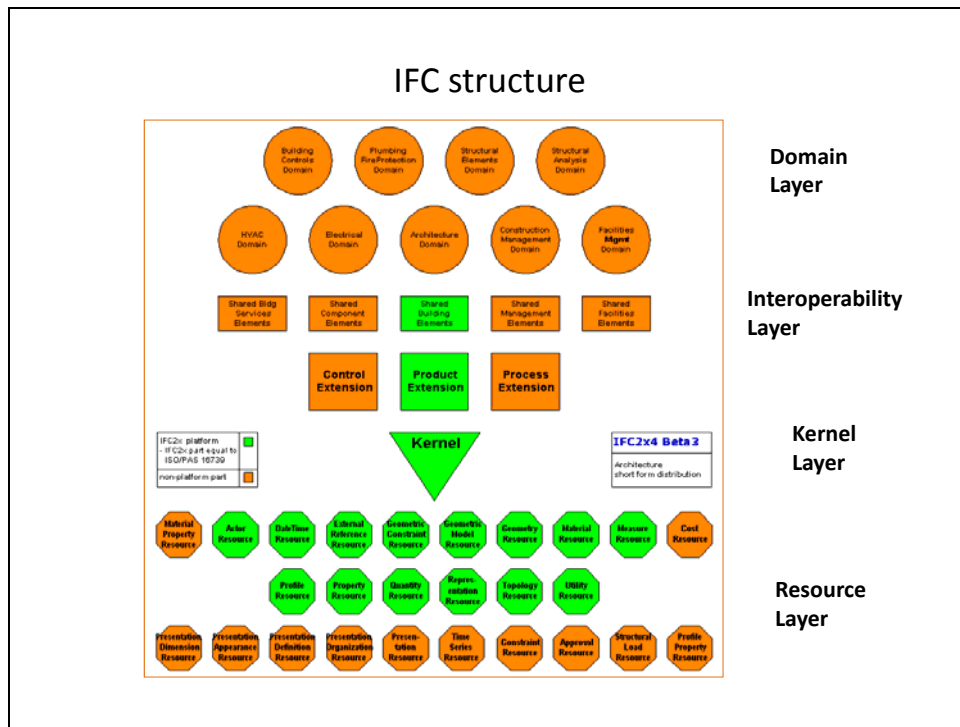 IFC structure
Building
Controls
Domain
Plumbing
FireProtection
Domain
Structural
Elements
Domain
Structural
Analysis
Domain
Domain
Layer
HVAC
Domain
Electrical
Domain
Architecture
Domain
Construction
Management
Domain
Facilities
Mgmt
Domain
Shared Bldg
Services
Elements
Shared
Component
Elements
Shared
Building
Elements
Shared
Management
Elements
Shared
Facilities
Elements
Interoperability
Layer
Control
Extension
Product
Extension
Process
Extension
IFC2x platform
- IFC2x part equal to
ISO/PAS 16739
non-platform part
Kernel
IFC2x4 Beta3
Architecture
short form distribution
Kernel
Layer
Material
Property
Resource
Actor
Resource
DateTime
Resource
External
Reference
Resource
Geometric
Constraint
Resource
Geometric
Model
Resource
Geometry
Resource
Material
Resource
Measure
Resource
Cost
Resource
Profile
Resource
Property
Resource
Quantity
Resource
Repres-
entation
Resource
Topology
Resource
Utility
Resource
Resource
Layer
Presentation
Dimension
Resource
Presentation
Appearance
Resource
Presentation
Definition
Resource
Presentation
Organization
Resource
Presen-
tation
Resource
Time
Series
Resource
Constraint
Resource
Approval
Resource
Structural
Load
Resource
Profile
Property
Resource